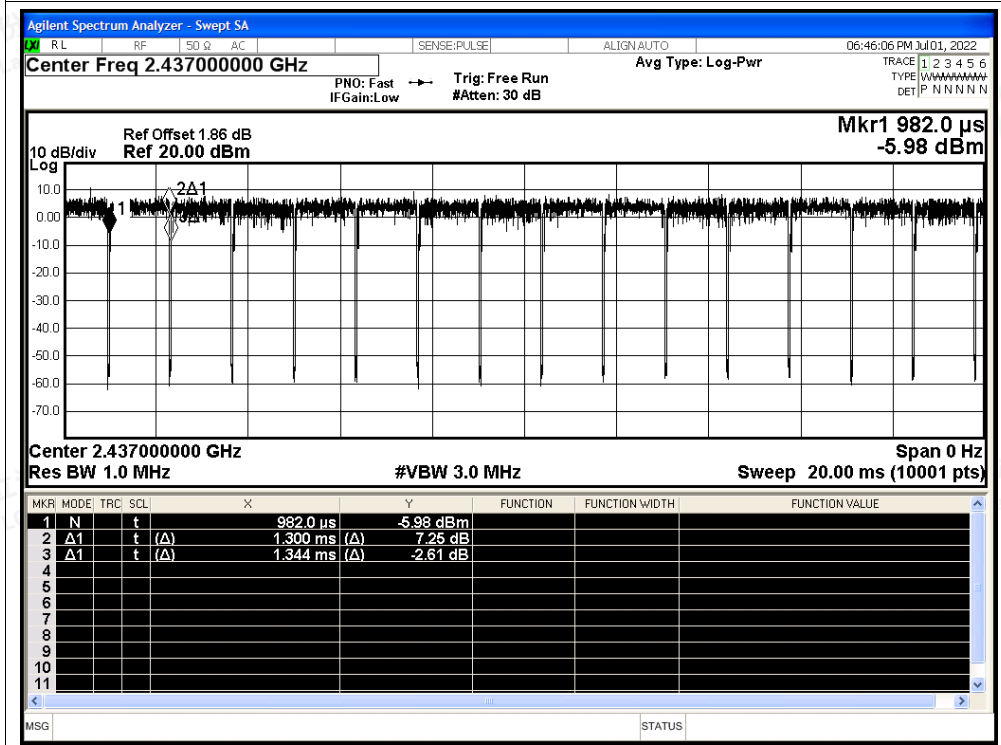 Agilent Spectrum Analyzer - Swept SA
LXI RL RF 50 Ω AC SENSE:PULSE ALIGN AUTO 06:46:06 PM Jul 01, 2022
Center Freq 2.437000000 GHz Avg Type: Log-Pwr TRACE 1 2 3 4 5 6
PNO: Fast Trig: Free Run TYPE
IFGain:Low #Atten: 30 dB DET P N N N N N
Mkr1 982.0 µs
Ref Offset 1.86 dB
10 dB/div Ref 20.00 dBm -5.98 dBm
Log
10.0
2Δ1
1
0.00
3Δ1
-10.0
-20.0
-30.0
-40.0
-50.0
-60.0
-70.0
Center 2.437000000 GHz Span 0 Hz
Res BW 1.0 MHz #VBW 3.0 MHz Sweep 20.00 ms (10001 pts)
MKR MODE TRC SCL X Y FUNCTION FUNCTION WIDTH FUNCTION VALUE
1 N t 982.0 µs -5.98 dBm
2 Δ1 t (Δ) 1.300 ms (Δ) 7.25 dB
3 Δ1 t (Δ) 1.344 ms (Δ) -2.61 dB
4
5
6
7
8
9
10
11
MSG STATUS